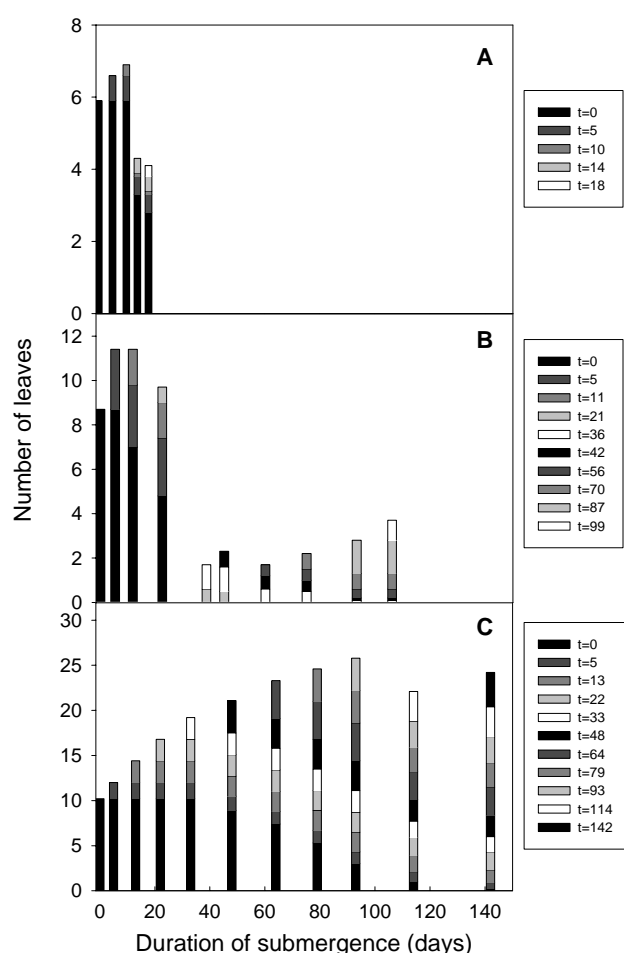 8
6
4
2
0
A
t=0
t=5
t=10
t=14
t=18
Number of leaves
12
10
8
6
4
2
0
B
t=0
t=5
t=11
t=21
t=36
t=42
t=56
t=70
t=87
t=99
30
25
20
15
10
5
0
C
t=0
t=5
t=13
t=22
t=33
t=48
t=64
t=79
t=93
t=114
t=142
0 20 40 60 80 100 120 140
Duration of submergence (days)